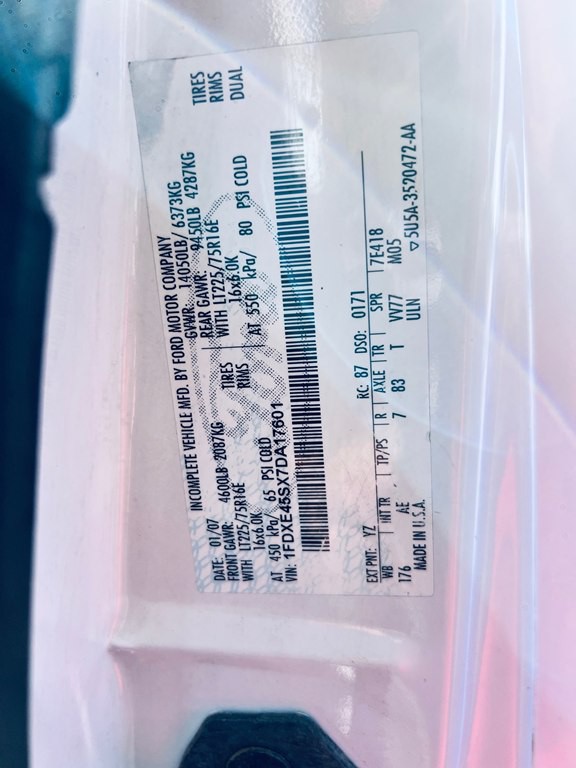 INCOMPLETE VEHICLE MFD. BY FORD MOTOR COMPANY
DATE: 01/07 GVWR: 14050LB/ 6373KG
FRONT GAWR: 4600LB 2087KG REAR GAWR: 9450LB 4287KG
WITH LT225/75R16E TIRES WITH LT225/75R16E TIRES
16x6.0K RIMS 16x6.0K RIMS
AT 450 kPa/ 65 PSI COLD AT 550 kPa/ 80 PSI COLD DUAL
VIN: 1FDXE45SX7DA17601
EXT PNT: YZ RC: 87 DSO: 0171
WB INT TR TP/PS R AXLE TR SPR 7E418
176 AE 7 83 T VV77 M05
MADE IN U.S.A. ULN
▽5U5A-3520472-AA